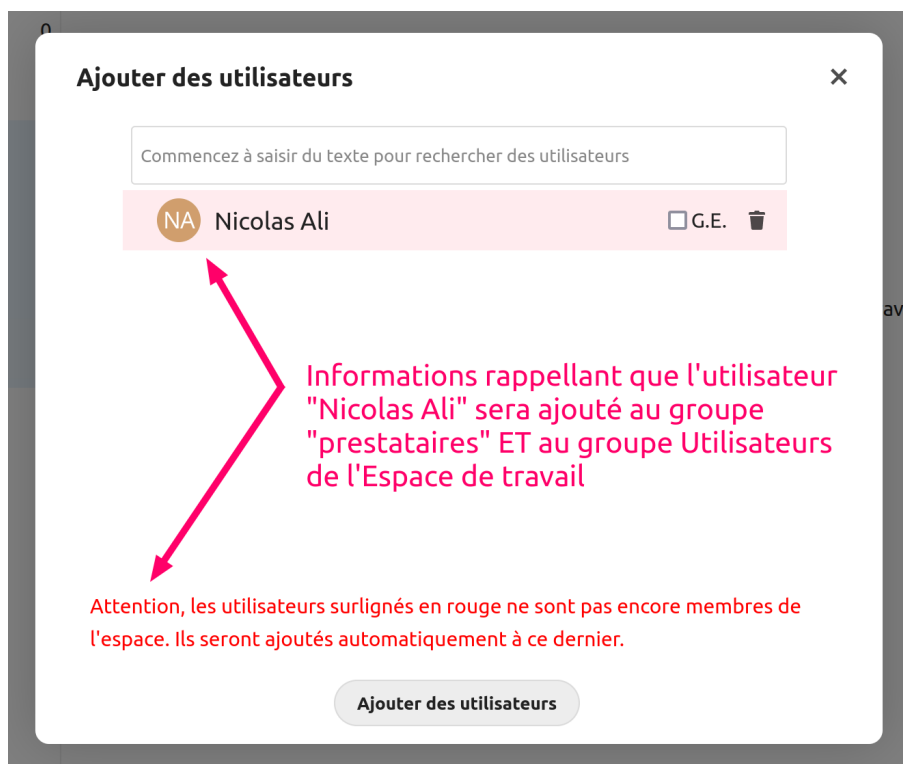 0
Ajouter des utilisateurs
Commencez à saisir du texte pour rechercher des utilisateurs
NA Nicolas Ali G.E.
av
Informations rappellant que l'utilisateur
"Nicolas Ali" sera ajouté au groupe
"prestataires" ET au groupe Utilisateurs
de l'Espace de travail
Attention, les utilisateurs surlignés en rouge ne sont pas encore membres de
l'espace. Ils seront ajoutés automatiquement à ce dernier.
Ajouter des utilisateurs